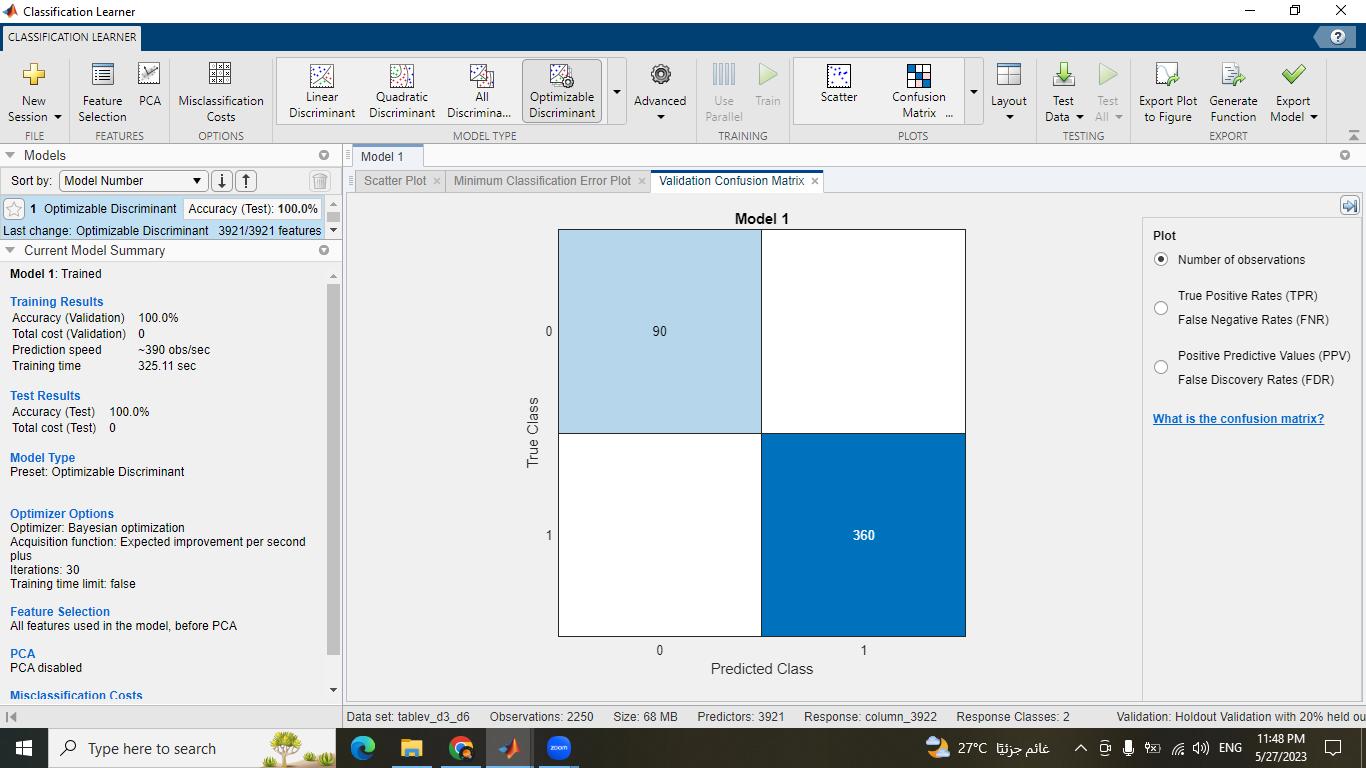 Classification Learner
CLASSIFICATION LEARNER
New Session
Feature Selection
PCA
Misclassification Costs
Linear Discriminant
Quadratic Discriminant
All Discrimina...
Optimizable Discriminant
Advanced
Use Parallel
Train
Scatter
Confusion Matrix ...
Layout
Test Data
Test All
Export Plot to Figure
Generate Function
Export Model
FILE
FEATURES
OPTIONS
MODEL TYPE
TRAINING
PLOTS
TESTING
EXPORT
Models
Sort by: Model Number
1 Optimizable Discriminant Accuracy (Test): 100.0%
Last change: Optimizable Discriminant 3921/3921 features
Current Model Summary
Model 1: Trained
Training Results
Accuracy (Validation) 100.0%
Total cost (Validation) 0
Prediction speed ~390 obs/sec
Training time 325.11 sec
Test Results
Accuracy (Test) 100.0%
Total cost (Test) 0
Model Type
Preset: Optimizable Discriminant
Optimizer Options
Optimizer: Bayesian optimization
Acquisition function: Expected improvement per second
plus
Iterations: 30
Training time limit: false
Feature Selection
All features used in the model, before PCA
PCA
PCA disabled
Misclassification Costs
Model 1
Scatter Plot
Minimum Classification Error Plot
Validation Confusion Matrix
Model 1
0
90
True Class
1
360
0 1
Predicted Class
Plot
Number of observations
True Positive Rates (TPR)
False Negative Rates (FNR)
Positive Predictive Values (PPV)
False Discovery Rates (FDR)
What is the confusion matrix?
Data set: tablev_d3_d6 Observations: 2250 Size: 68 MB Predictors: 3921 Response: column_3922 Response Classes: 2 Validation: Holdout Validation with 20% held ou
Type here to search
zoom
27°C غائم جزئيًا
ENG
11:48 PM
5/27/2023